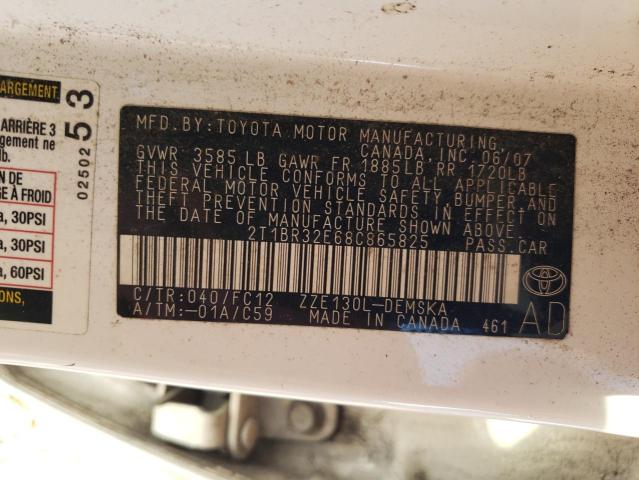 ARGEMENT
ARRIÈRE 3
gement ne
lb.
N DE
E À FROID
a, 30PSI
a, 30PSI
a, 60PSI
ONS,
02502 53
MFD.BY:TOYOTA MOTOR MANUFACTURING
CANADA, INC. 06/07
GVWR 3585 LB GAWR FR 1885LB RR 1720LB
THIS VEHICLE CONFORMS TO ALL APPLICABLE
FEDERAL MOTOR VEHICLE SAFETY, BUMPER, AND
THEFT PREVENTION STANDARDS IN EFFECT ON
THE DATE OF MANUFACTURE SHOWN ABOVE.
2T1BR32E68C865825 PASS.CAR
C/TR:040/FC12 ZZE130L-DEMSKA
A/TM:-01A/C59 MADE IN CANADA 461
AD